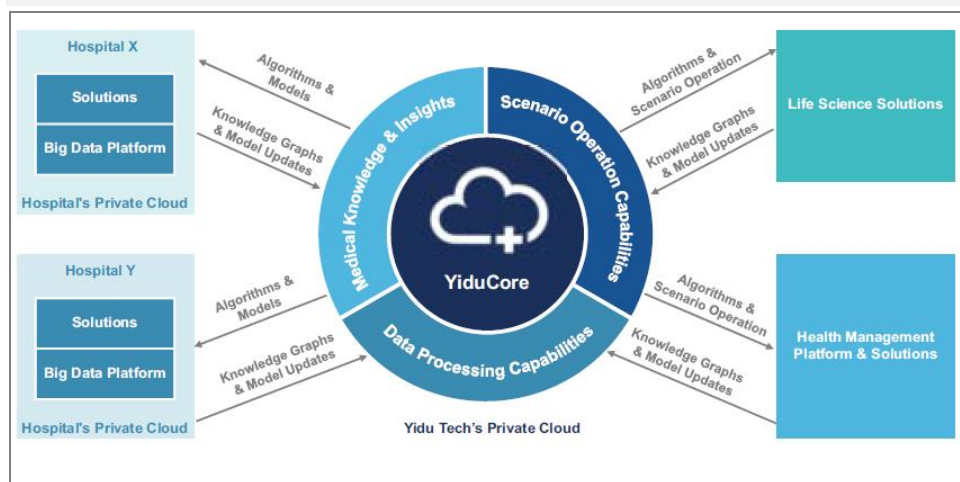 Hospital X
Solutions
Big Data Platform
Hospital's Private Cloud
Algorithms &
Models
Knowledge Graphs
& Model Updates
Hospital Y
Solutions
Big Data Platform
Hospital's Private Cloud
Algorithms &
Models
Knowledge Graphs
& Model Updates
Medical Knowledge & Insights
Scenario Operation Capabilities
Data Processing Capabilities
YiduCore
Yidu Tech's Private Cloud
Algorithms &
Scenario Operation
Knowledge Graphs
& Model Updates
Life Science Solutions
Algorithms &
Scenario Operation
Knowledge Graphs
& Model Updates
Health Management
Platform & Solutions